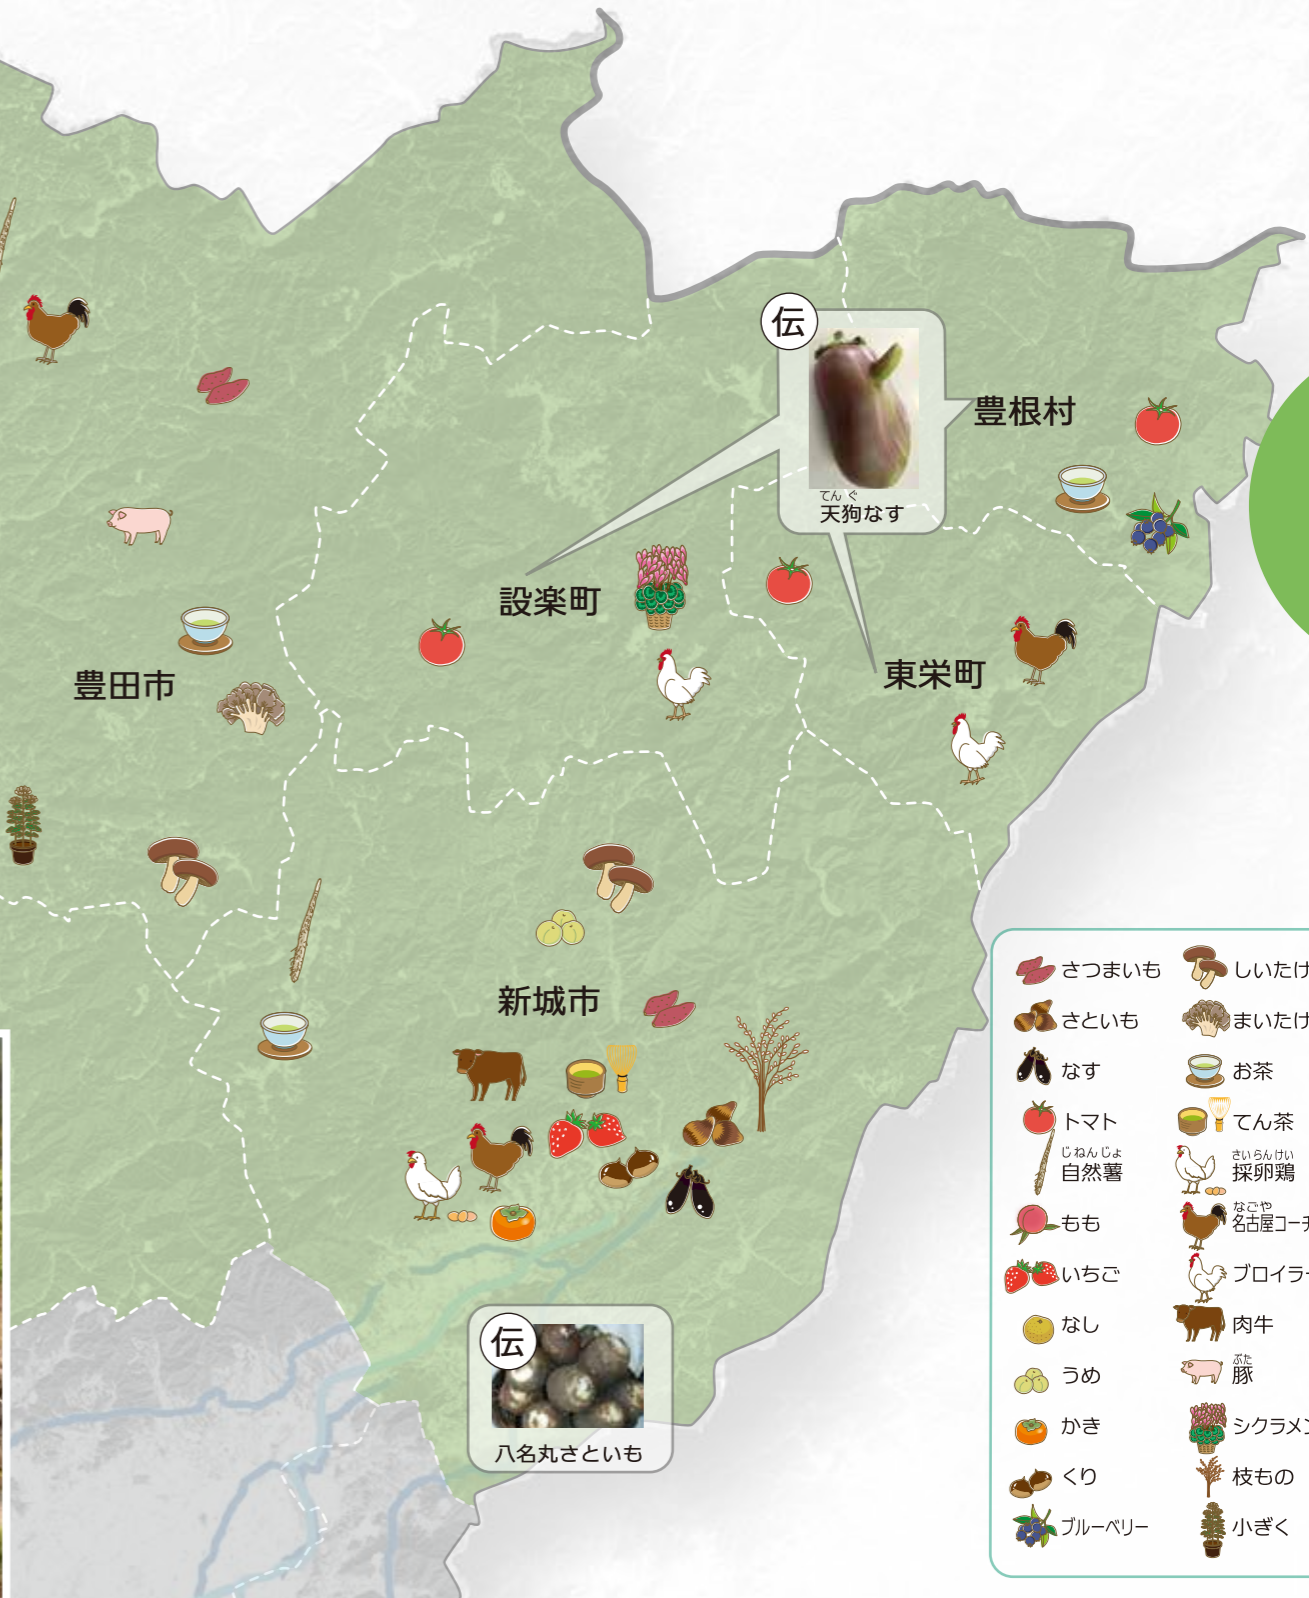 伝
てんぐ
天狗なす
豊根村
設楽町
東栄町
豊田市
新城市
伝
八名丸さといも
さつまいも
さといも
なす
トマト
じねんじょ
自然薯
もも
いちご
なし
うめ
かき
くり
ブルーベリー
しいたけ
まいたけ
お茶
てん茶
さいらんけい
採卵鶏
なごや
名古屋コーチ
ブロイラー
肉牛
ぶた
豚
シクラメン
枝もの
小ぎく